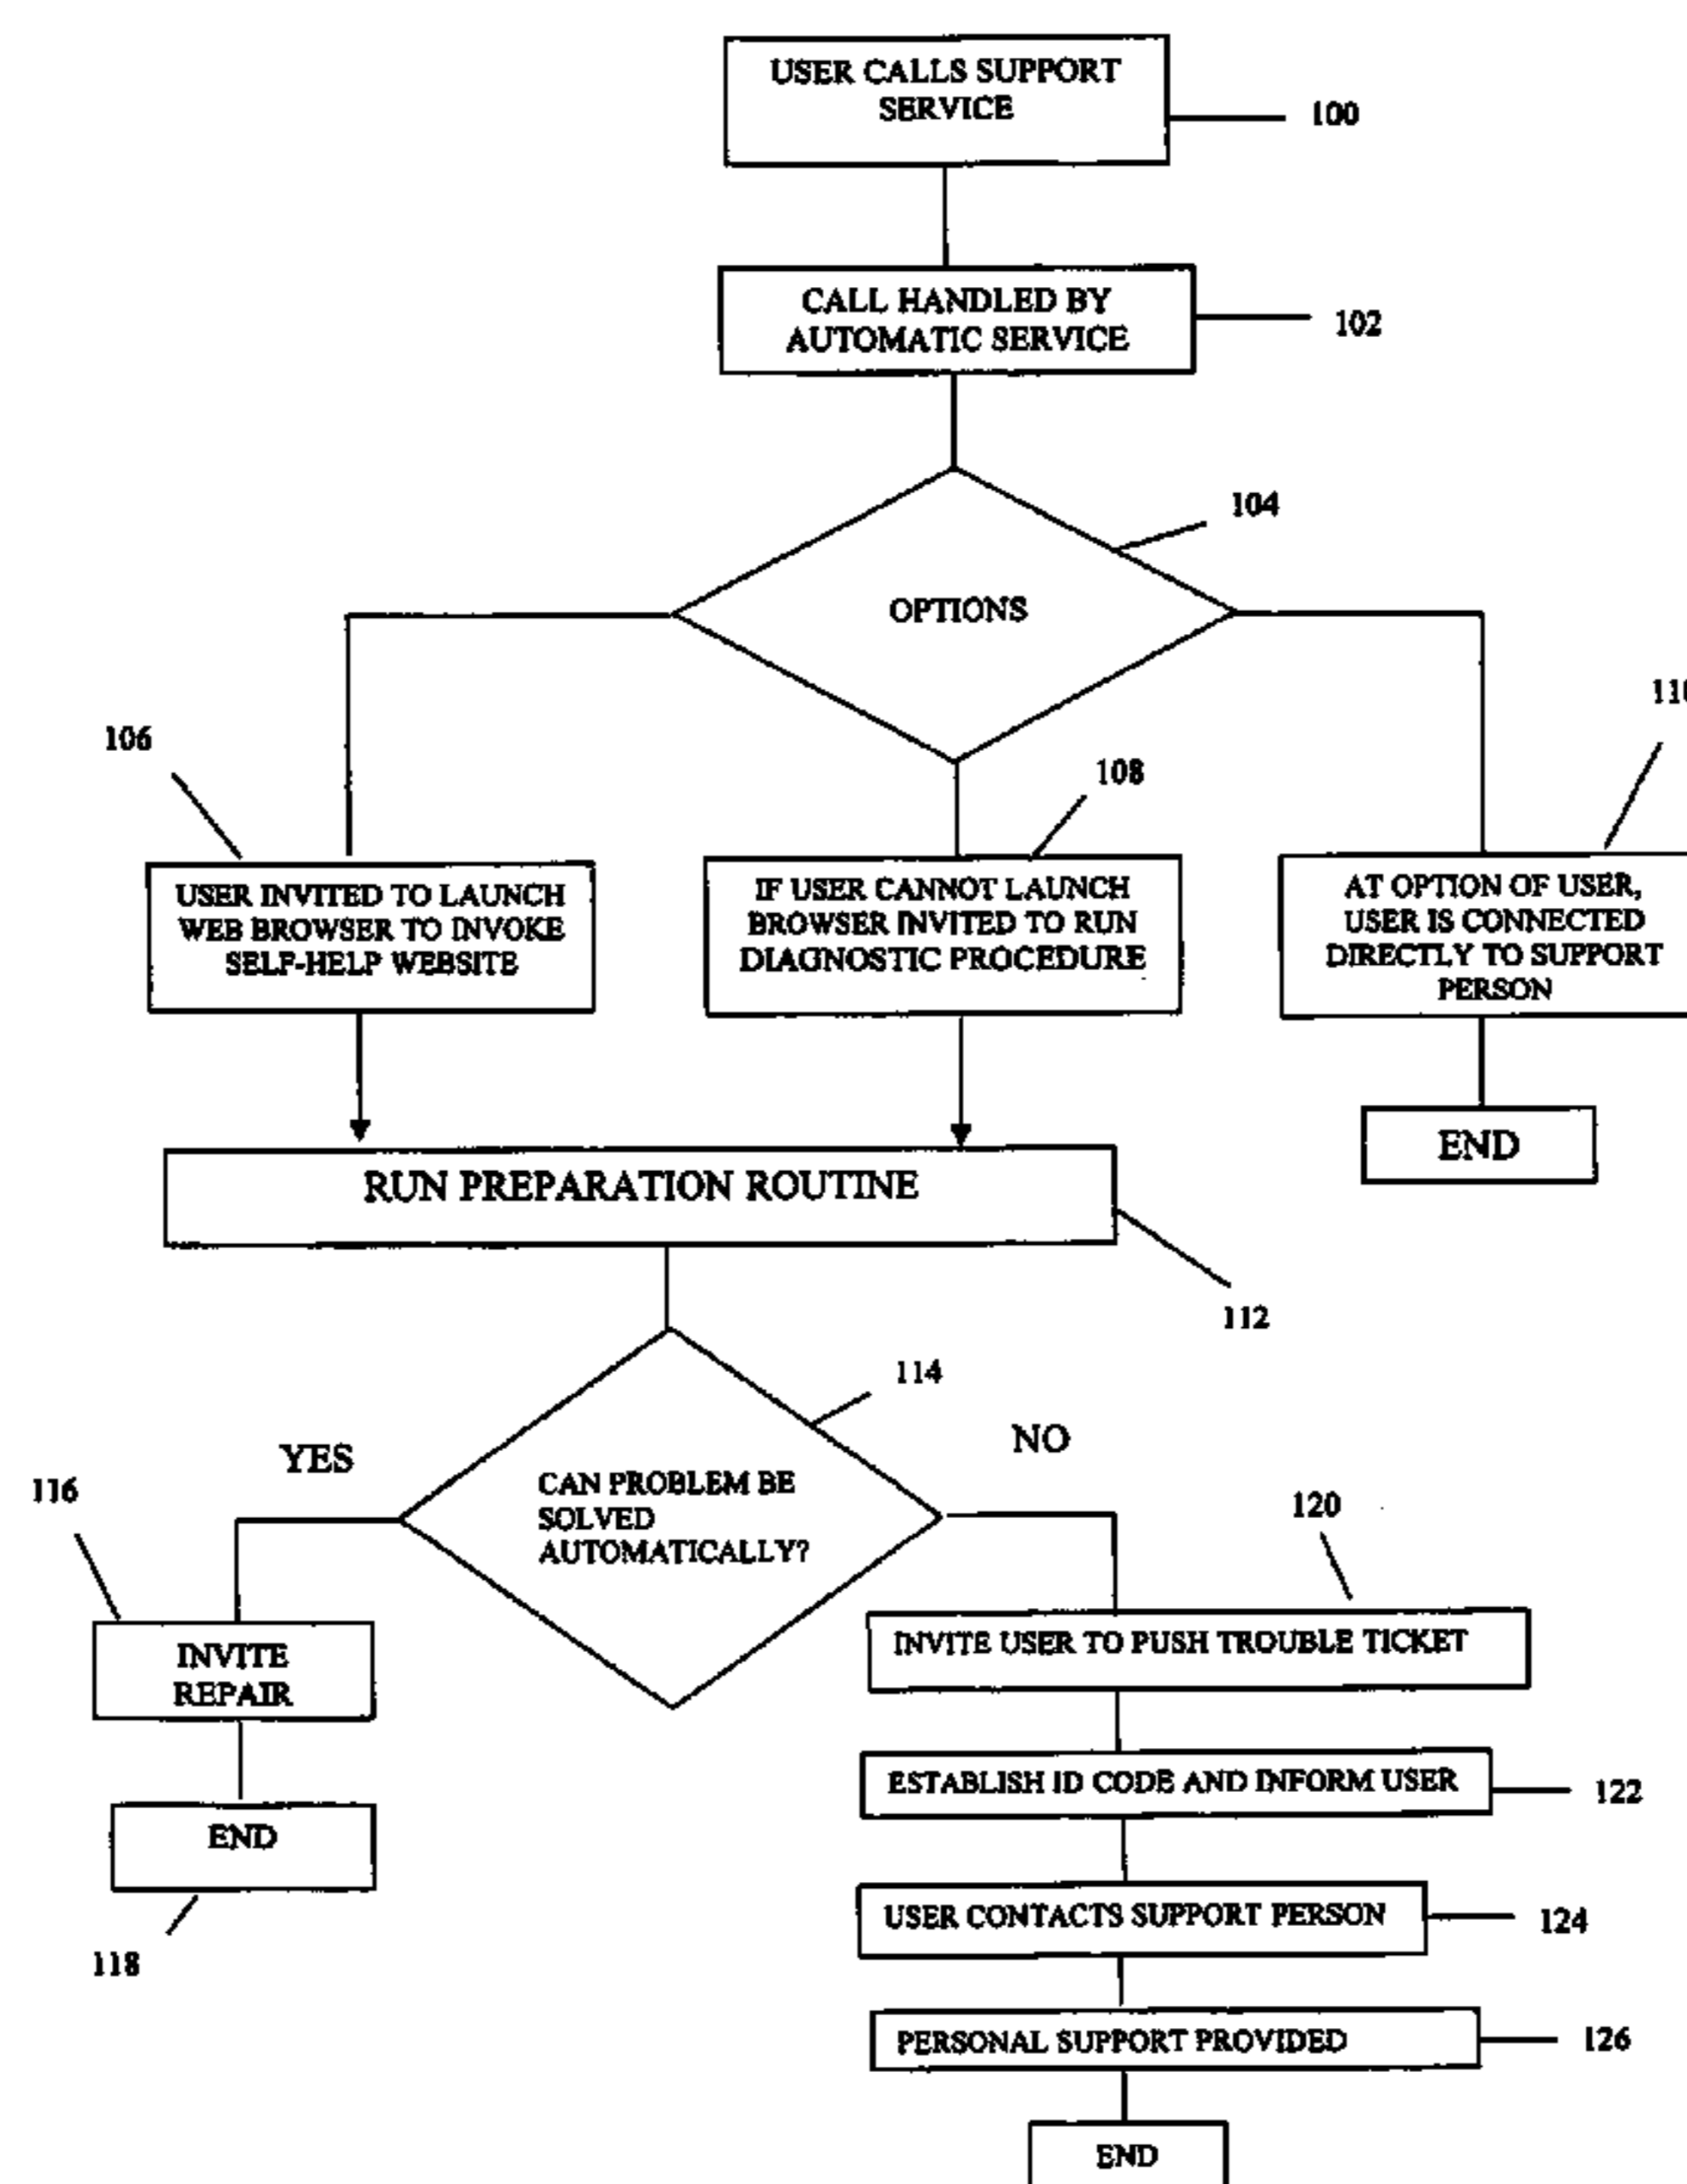 USER CALLS SUPPORT
SERVICE
100
CALL HANDLED BY
AUTOMATIC SERVICE
102
104
OPTIONS
106
108
110
USER INVITED TO LAUNCH
WEB BROWSER TO INVOKE
SELF-HELP WEBSITE
IF USER CANNOT LAUNCH
BROWSER INVITED TO RUN
DIAGNOSTIC PROCEDURE
AT OPTION OF USER,
USER IS CONNECTED
DIRECTLY TO SUPPORT
PERSON
END
RUN PREPARATION ROUTINE
112
114
YES
NO
CAN PROBLEM BE
SOLVED
AUTOMATICALLY?
116
INVITE
REPAIR
END
118
120
INVITE USER TO PUSH TROUBLE TICKET
ESTABLISH ID CODE AND INFORM USER
122
USER CONTACTS SUPPORT PERSON
124
PERSONAL SUPPORT PROVIDED
126
END